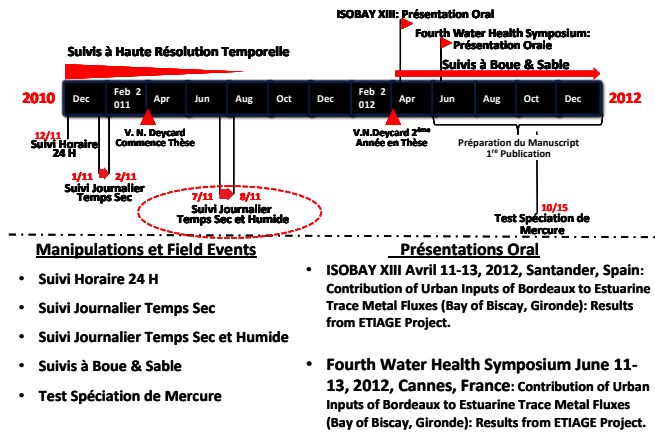 ISOBAY XIII: Présentation Oral
Fourth Water Health Symposium:
Présentation Orale
Suivis à Haute Résolution Temporelle
Suivis à Boue & Sable
2010
Dec
Feb 2
011
Apr
Jun
Aug
Oct
Dec
Feb 2
012
Apr
Jun
Aug
Oct
Dec
2012
12/11
Suivi Horaire
24 H
V. N. Deycard
Commence Thèse
V.N.Deycard 2ème
Année en Thèse
Préparation du Manuscript
1re Publication
1/11
2/11
Suivi Journalier
Temps Sec
7/11
8/11
Suivi Journalier
Temps Sec et Humide
10/15
Test Spéciation de
Mercure
Manipulations et Field Events
• Suivi Horaire 24 H
• Suivi Journalier Temps Sec
• Suivi Journalier Temps Sec et Humide
• Suivis à Boue & Sable
• Test Spéciation de Mercure
Présentations Oral
• ISOBAY XIII Avril 11-13, 2012, Santander, Spain:
Contribution of Urban Inputs of Bordeaux to Estuarine
Trace Metal Fluxes (Bay of Biscay, Gironde): Results
from ETIAGE Project.
• Fourth Water Health Symposium June 11-
13, 2012, Cannes, France: Contribution of Urban
Inputs of Bordeaux to Estuarine Trace Metal Fluxes
(Bay of Biscay, Gironde): Results from ETIAGE Project.